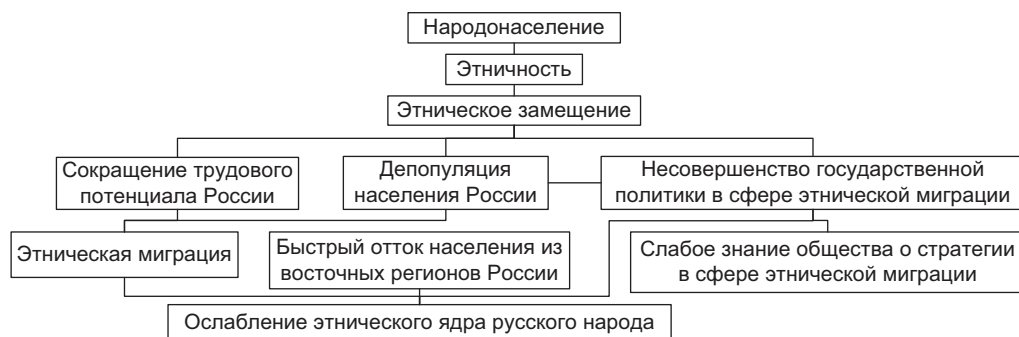 Народонаселение
Этничность
Этническое замещение
Сокращение трудового
потенциала России
Депопуляция
населения России
Несовершенство государственной
политики в сфере этнической миграции
Этническая миграция
Быстрый отток населения из
восточных регионов России
Слабое знание общества о стратегии
в сфере этнической миграции
Ослабление этнического ядра русского народа